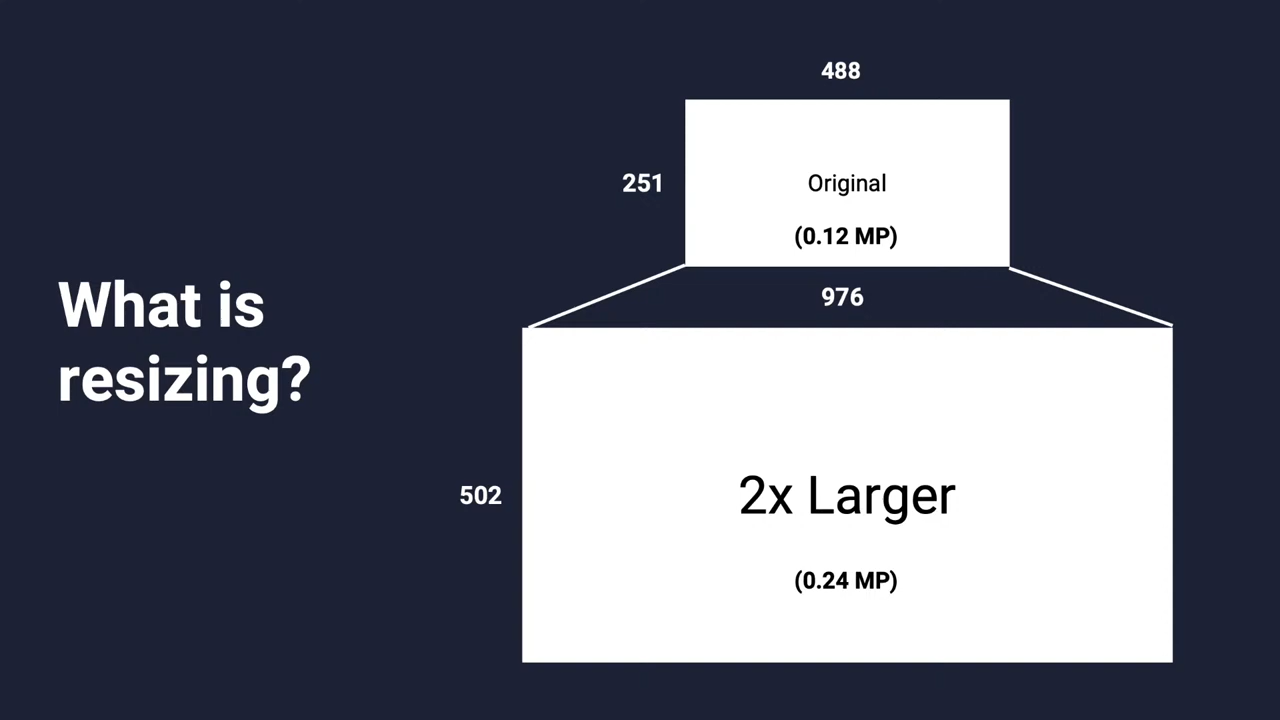 What is
resizing?
488
251
Original
(0.12 MP)
976
502
2x Larger
(0.24 MP)